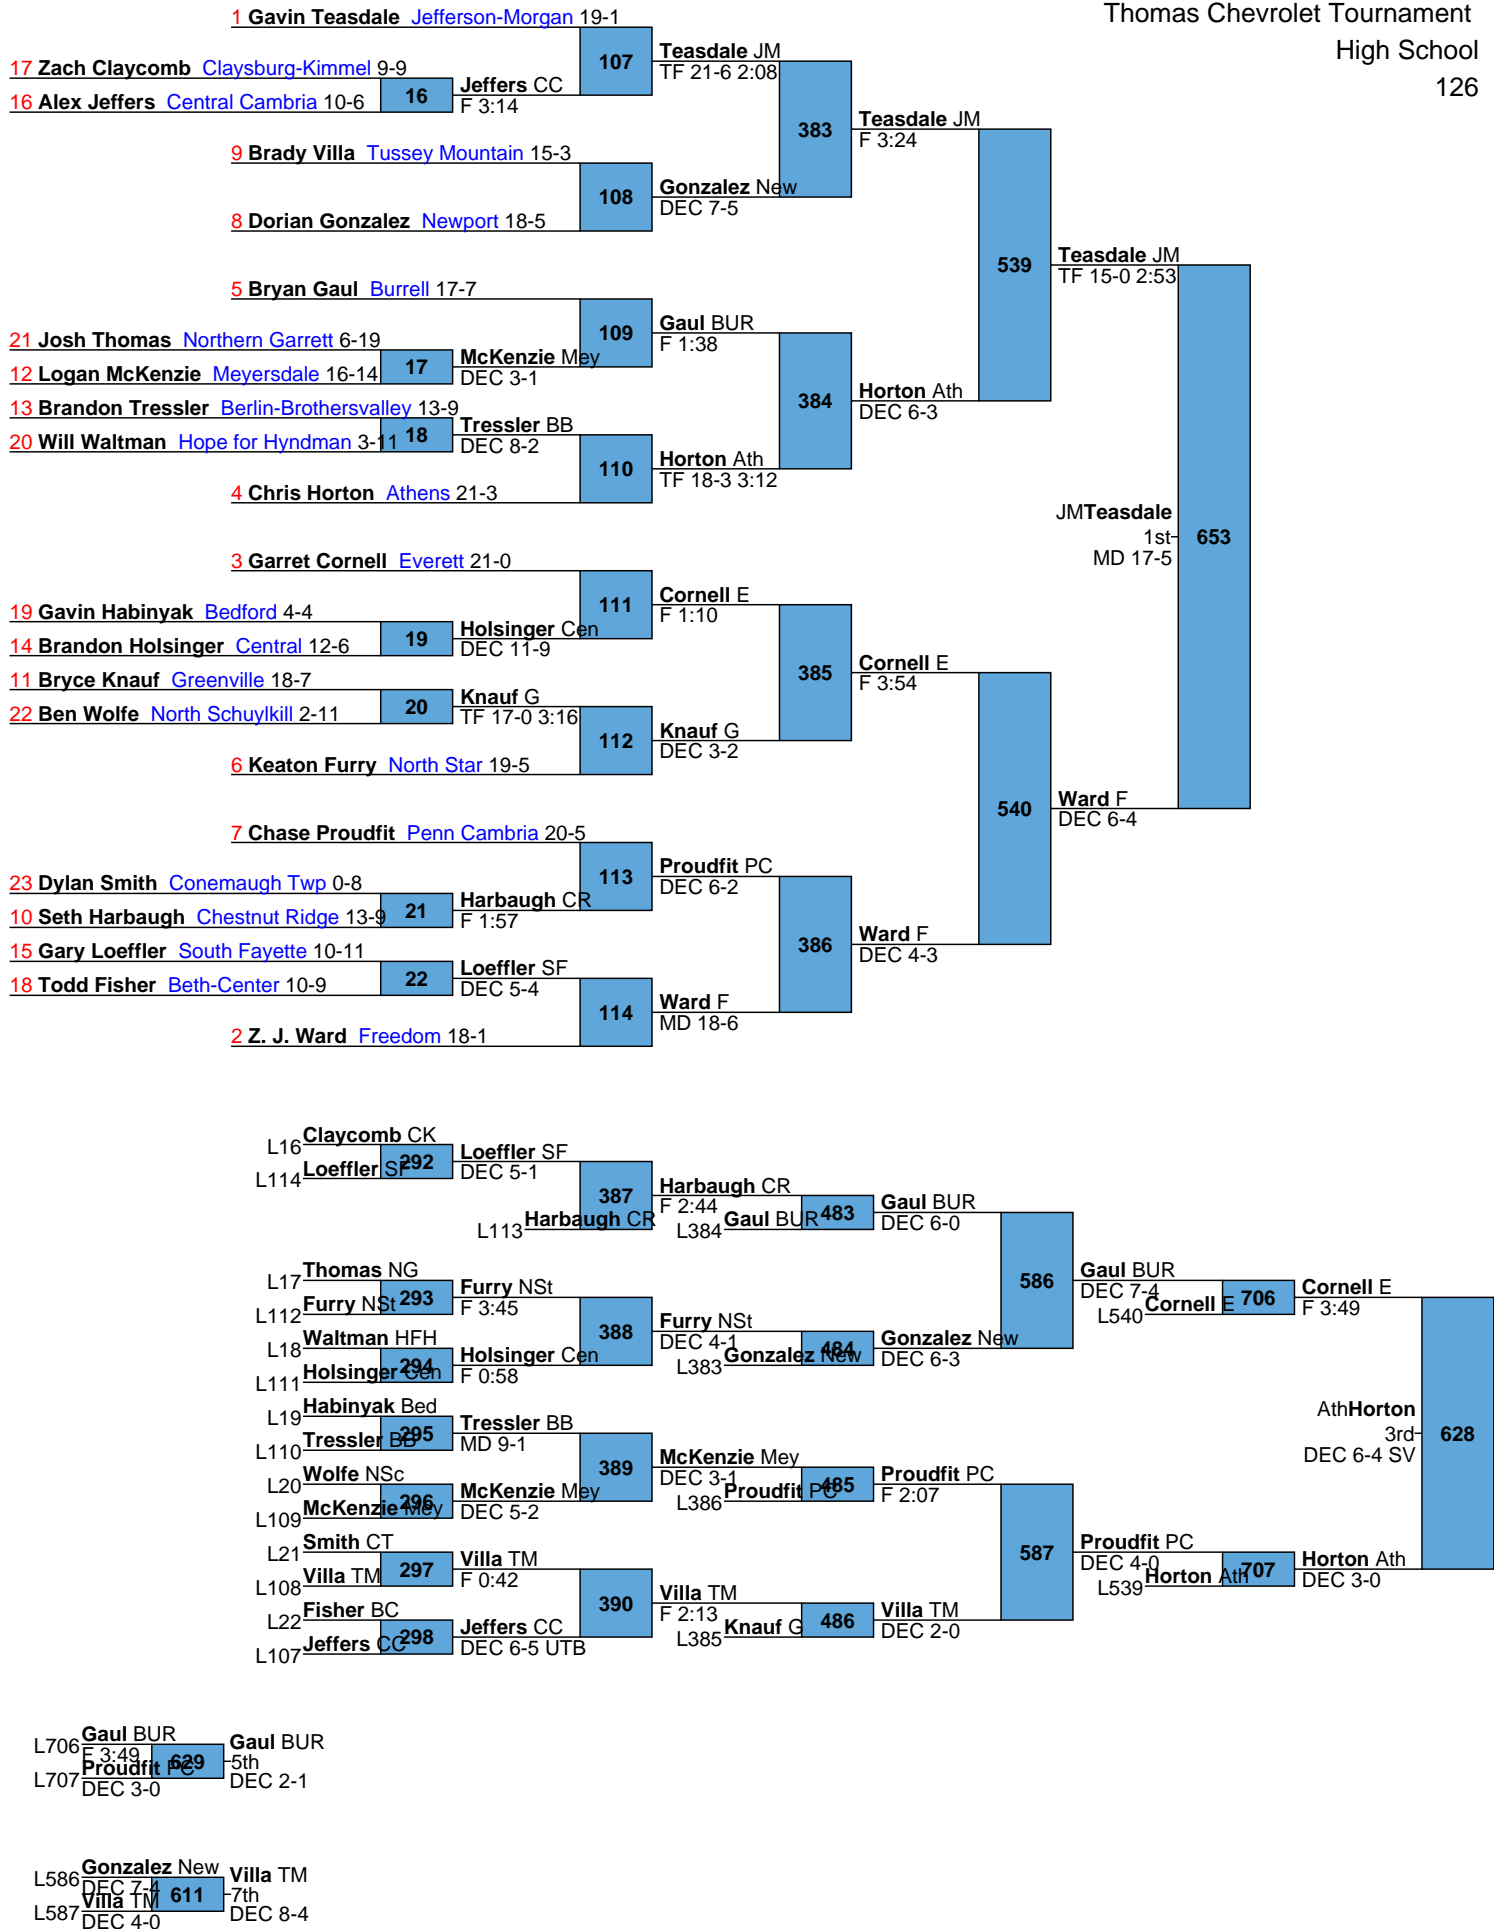 Thomas Chevrolet Tournament
High School
126
1 Gavin Teasdale Jefferson-Morgan 19-1
107
Teasdale JM
TF 21-6 2:08
17 Zach Claycomb Claysburg-Kimmel 9-9
16
Jeffers CC
F 3:14
16 Alex Jeffers Central Cambria 10-6
383
Teasdale JM
F 3:24
9 Brady Villa Tussey Mountain 15-3
108
Gonzalez New
DEC 7-5
8 Dorian Gonzalez Newport 18-5
539
Teasdale JM
TF 15-0 2:53
5 Bryan Gaul Burrell 17-7
109
Gaul BUR
F 1:38
21 Josh Thomas Northern Garrett 6-19
17
McKenzie Mey
DEC 3-1
12 Logan McKenzie Meyersdale 16-14
384
Horton Ath
DEC 6-3
13 Brandon Tressler Berlin-Brothersvalley 13-9
18
Tressler BB
DEC 8-2
20 Will Waltman Hope for Hyndman 3-11
110
Horton Ath
TF 18-3 3:12
4 Chris Horton Athens 21-3
JMTeasdale
1st
MD 17-5
653
3 Garret Cornell Everett 21-0
111
Cornell E
F 1:10
19 Gavin Habinyak Bedford 4-4
19
Holsinger Cen
DEC 11-9
14 Brandon Holsinger Central 12-6
385
Cornell E
F 3:54
11 Bryce Knauf Greenville 18-7
20
Knauf G
TF 17-0 3:16
22 Ben Wolfe North Schuylkill 2-11
112
Knauf G
DEC 3-2
6 Keaton Furry North Star 19-5
540
Ward F
DEC 6-4
7 Chase Proudfit Penn Cambria 20-5
113
Proudfit PC
DEC 6-2
23 Dylan Smith Conemaugh Twp 0-8
21
Harbaugh CR
F 1:57
10 Seth Harbaugh Chestnut Ridge 13-9
386
Ward F
DEC 4-3
15 Gary Loeffler South Fayette 10-11
22
Loeffler SF
DEC 5-4
18 Todd Fisher Beth-Center 10-9
114
Ward F
MD 18-6
2 Z. J. Ward Freedom 18-1
L16 Claycomb CK
292
L114 Loeffler SF
Loeffler SF
DEC 5-1
387
L113 Harbaugh CR
Harbaugh CR
F 2:44
483
L384 Gaul BUR
Gaul BUR
DEC 6-0
L17 Thomas NG
293
L112 Furry NSt
Furry NSt
F 3:45
388
L18 Waltman HFH
294
L111 Holsinger Cen
Holsinger Cen
F 0:58
Furry NSt
DEC 4-1
484
L383 Gonzalez New
Gonzalez New
DEC 6-3
586
Gaul BUR
DEC 7-4
L540 Cornell E
706
Cornell E
F 3:49
L19 Habinyak Bed
295
L110 Tressler BB
Tressler BB
MD 9-1
389
L20 Wolfe NSc
296
L109 McKenzie Mey
McKenzie Mey
DEC 5-2
McKenzie Mey
DEC 3-1
485
L386 Proudfit PC
Proudfit PC
F 2:07
AthHorton
3rd
DEC 6-4 SV
628
L21 Smith CT
297
L108 Villa TM
Villa TM
F 0:42
390
L22 Fisher BC
298
L107 Jeffers CC
Jeffers CC
DEC 6-5 UTB
Villa TM
F 2:13
486
L385 Knauf G
Villa TM
DEC 2-0
587
Proudfit PC
DEC 4-0
L539 Horton Ath
707
Horton Ath
DEC 3-0
L706 Gaul BUR
F 3:49
629
L707 Proudfit PC
DEC 3-0
Gaul BUR
5th
DEC 2-1
L586 Gonzalez New
DEC 7-4
611
L587 Villa TM
DEC 4-0
Villa TM
7th
DEC 8-4